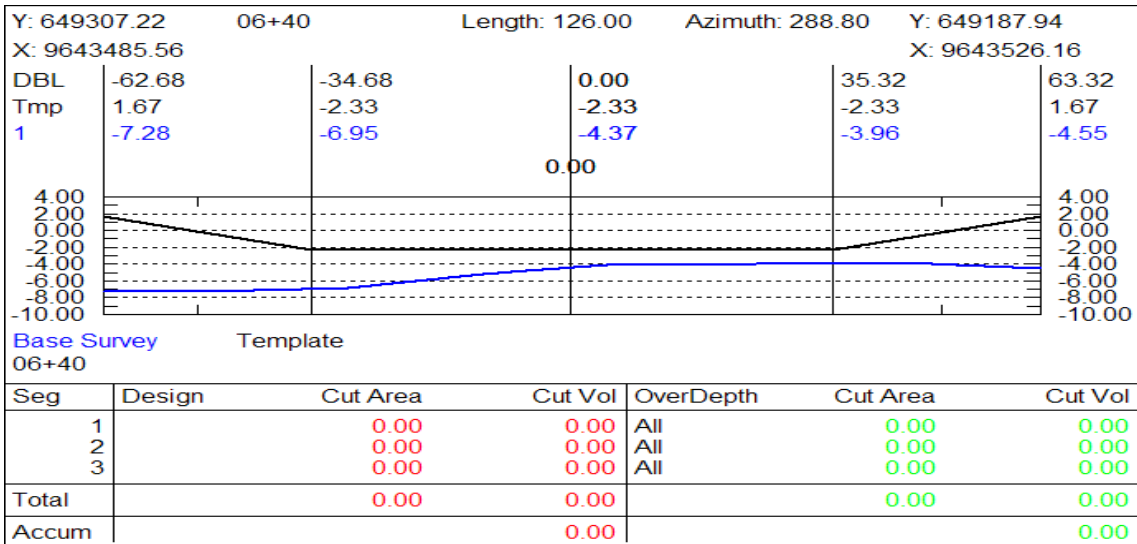 Y: 649307.22 06+40 Length: 126.00 Azimuth: 288.80 Y: 649187.94
X: 9643485.56 X: 9643526.16
DBL -62.68 -34.68 0.00 35.32 63.32
Tmp 1.67 -2.33 -2.33 -2.33 1.67
1 -7.28 -6.95 -4.37 -3.96 -4.55
0.00
4.00 4.00
2.00 2.00
0.00 0.00
-2.00 -2.00
-4.00 -4.00
-6.00 -6.00
-8.00 -8.00
-10.00 -10.00
Base Survey Template
06+40
Seg Design Cut Area Cut Vol OverDepth Cut Area Cut Vol
1 0.00 0.00 All 0.00 0.00
2 0.00 0.00 All 0.00 0.00
3 0.00 0.00 All 0.00 0.00
Total 0.00 0.00 0.00 0.00
Accum 0.00 0.00